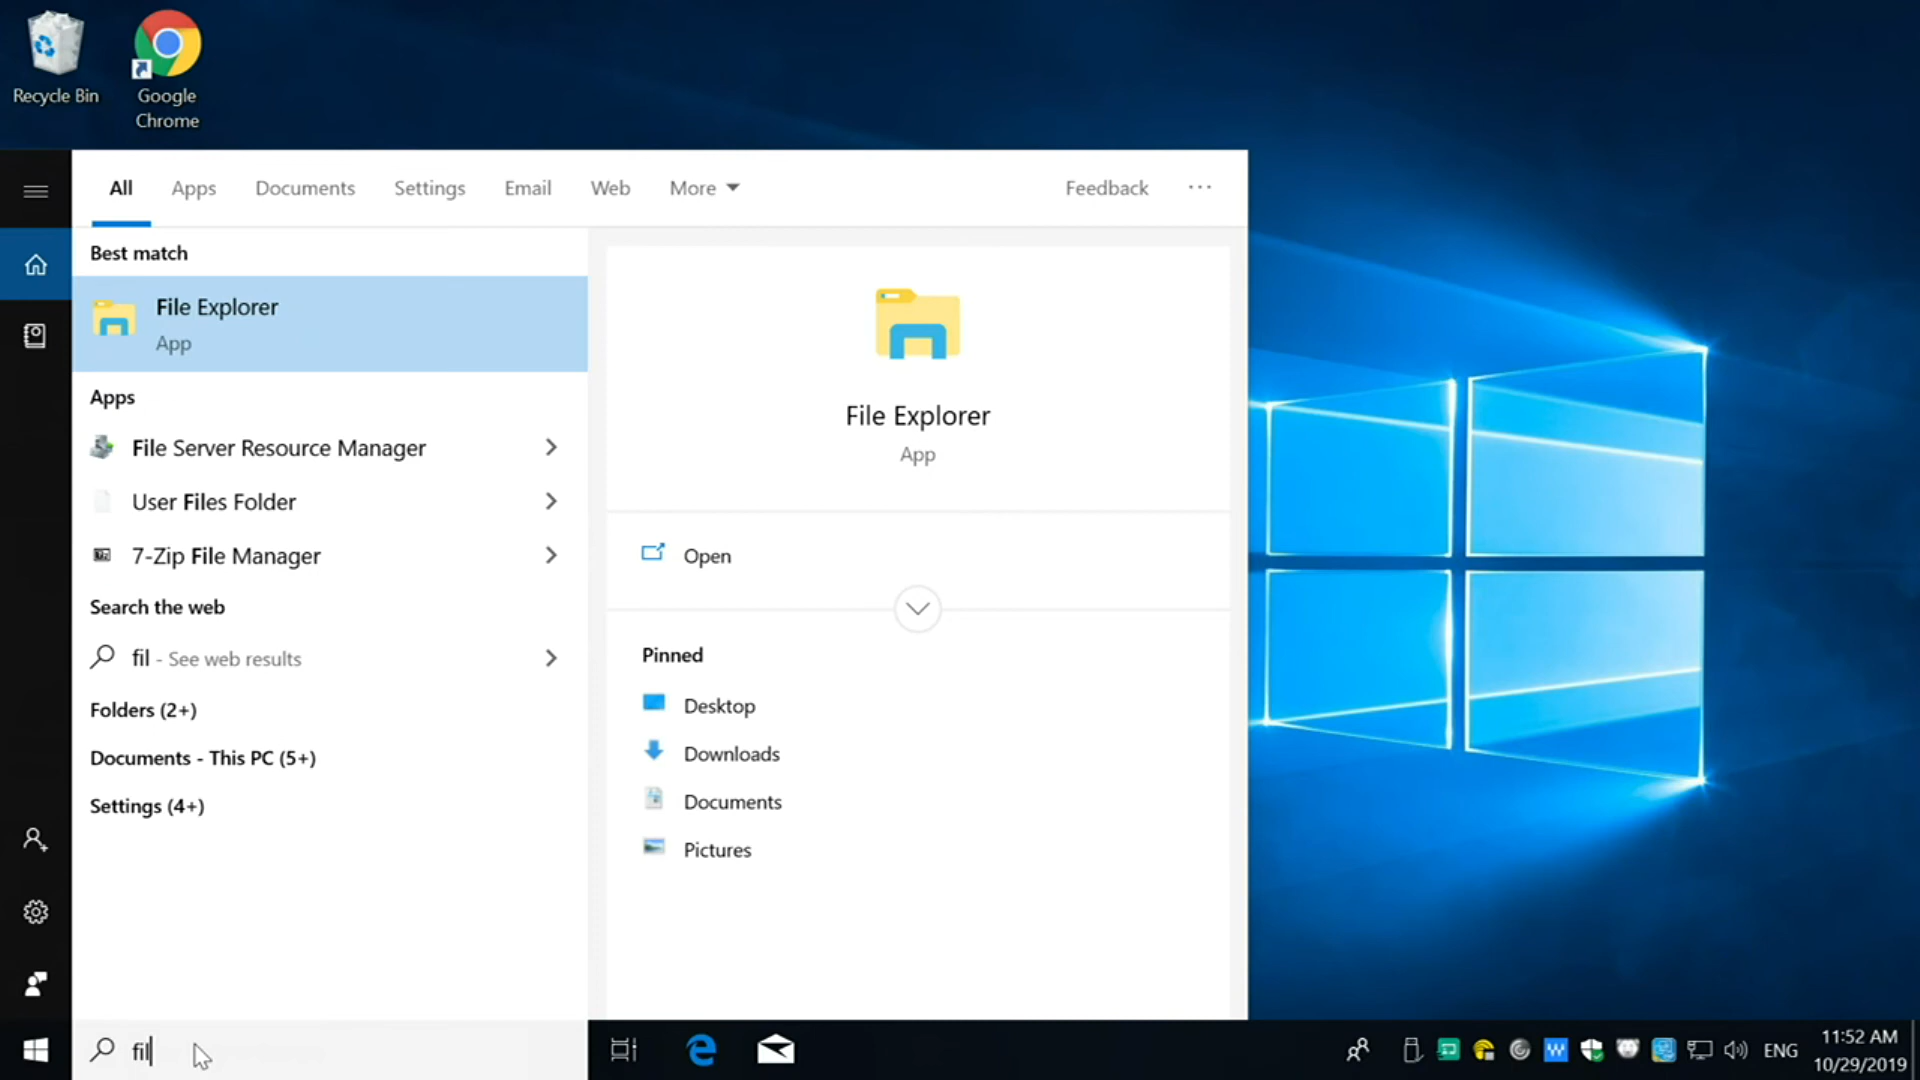 Recycle Bin
Google
Chrome
All Apps Documents Settings Email Web More Feedback ...
Best match
File Explorer
App
Apps
File Server Resource Manager
User Files Folder
7-Zip File Manager
Search the web
fil - See web results
Folders (2+)
Documents - This PC (5+)
Settings (4+)
File Explorer
App
Open
Pinned
Desktop
Downloads
Documents
Pictures
fil
ENG
11:52 AM
10/29/2019